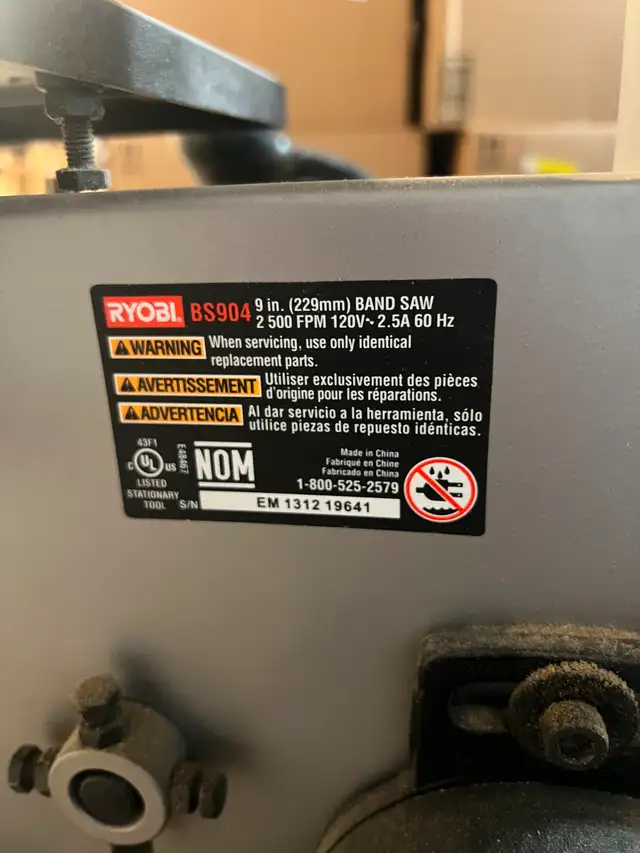 RYOBI. BS904 9 in. (229mm) BAND SAW
2 500 FPM 120V~ 2.5A 60 Hz
WARNING When servicing, use only identical
replacement parts.
AVERTISSEMENT Utiliser exclusivement des pièces
d'origine pour les réparations.
ADVERTENCIA Al dar servicio a la herramienta, sólo
utilice piezas de repuesto idénticas.
43F1
C UL US
E48467
LISTED
STATIONARY
TOOL
NOM
Made in China
Fabriqué en Chine
Fabricado en China
1-800-525-2579
S/N EM 1312 19641